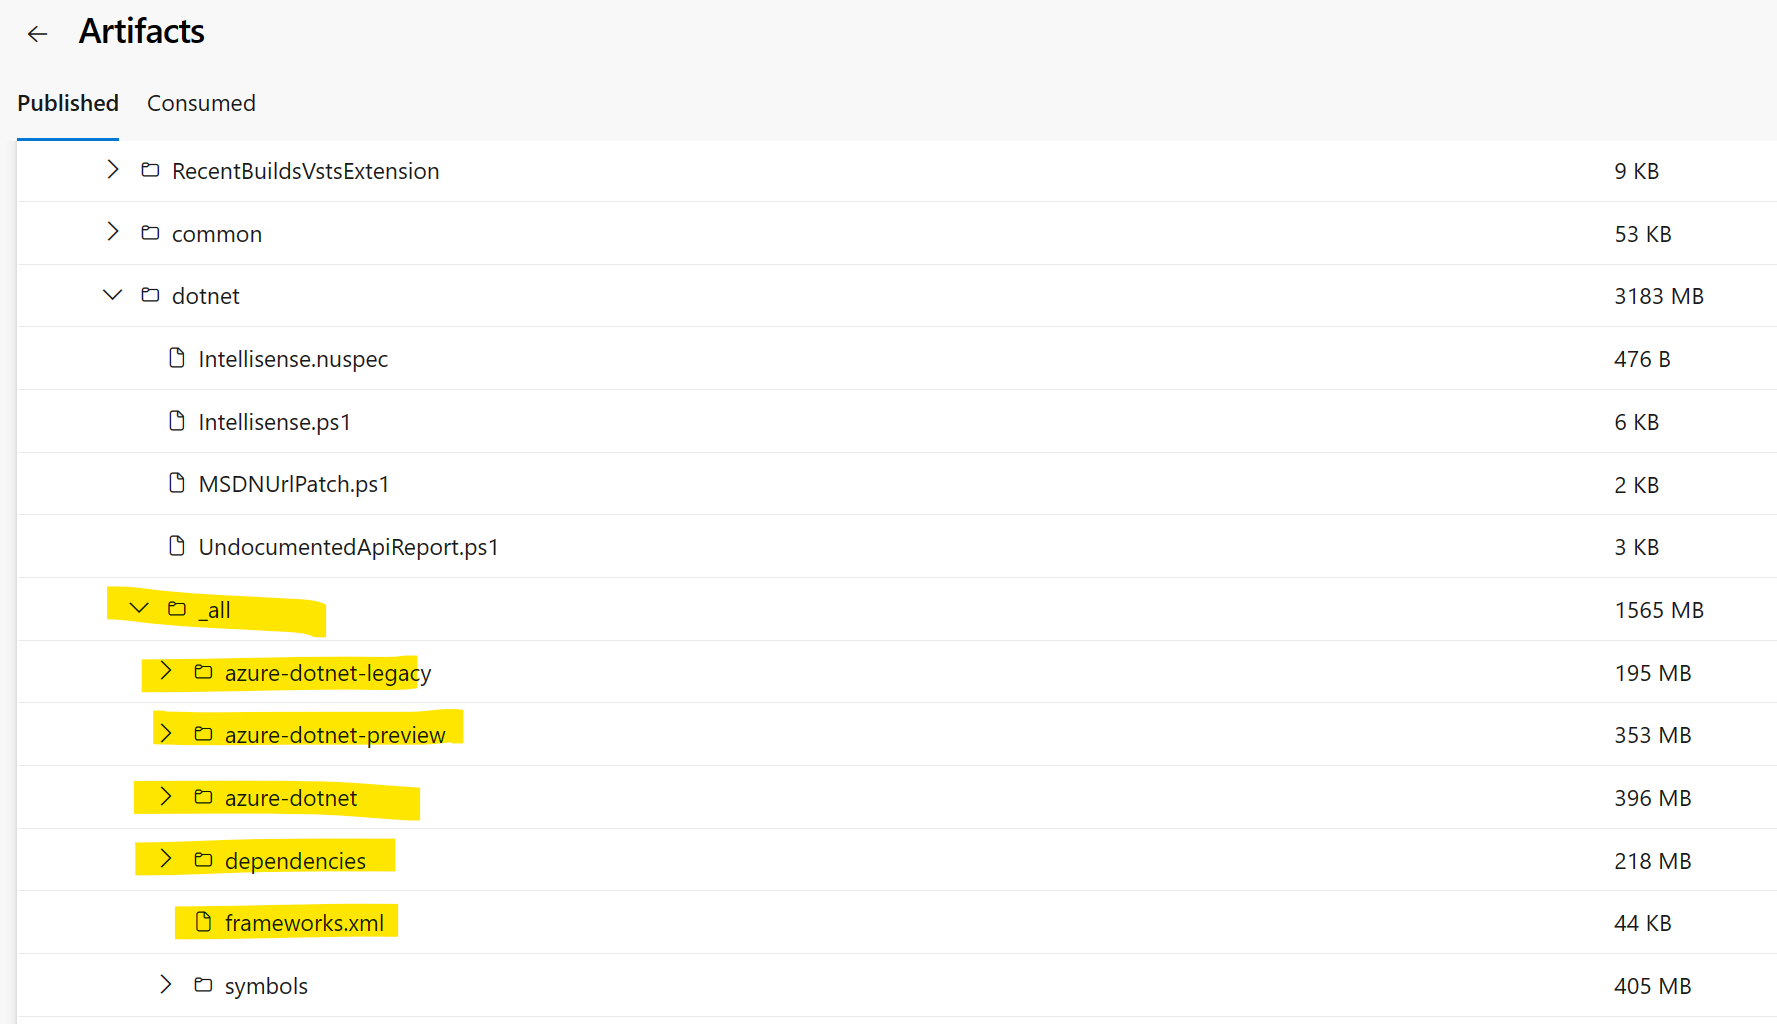 Artifacts
Published Consumed
RecentBuildsVstsExtension 9 KB
common 53 KB
dotnet 3183 MB
Intellisense.nuspec 476 B
Intellisense.ps1 6 KB
MSDNUrlPatch.ps1 2 KB
UndocumentedApiReport.ps1 3 KB
_all 1565 MB
azure-dotnet-legacy 195 MB
azure-dotnet-preview 353 MB
azure-dotnet 396 MB
dependencies 218 MB
frameworks.xml 44 KB
symbols 405 MB